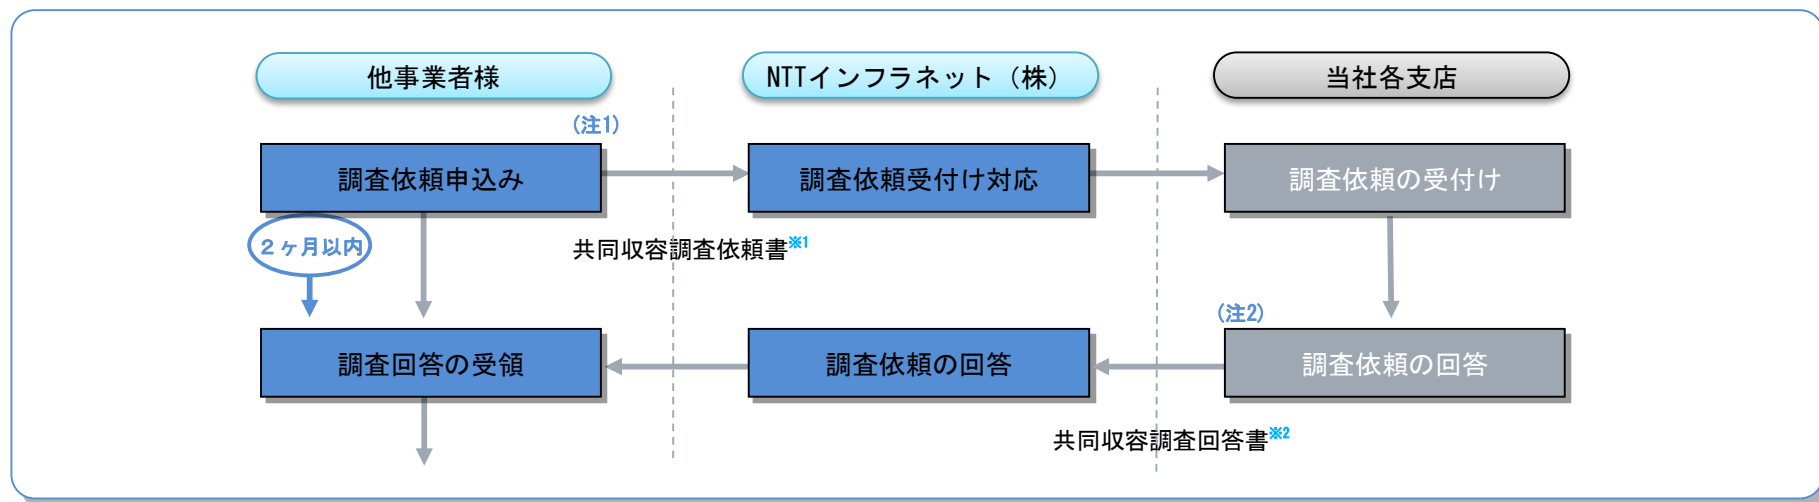 他事業者様
NTTインフラネット（株）
当社各支店
(注1)
調査依頼申込み
調査依頼受付け対応
調査依頼の受付け
２ヶ月以内
共同収容調査依頼書※1
(注2)
調査回答の受領
調査依頼の回答
調査依頼の回答
共同収容調査回答書※2